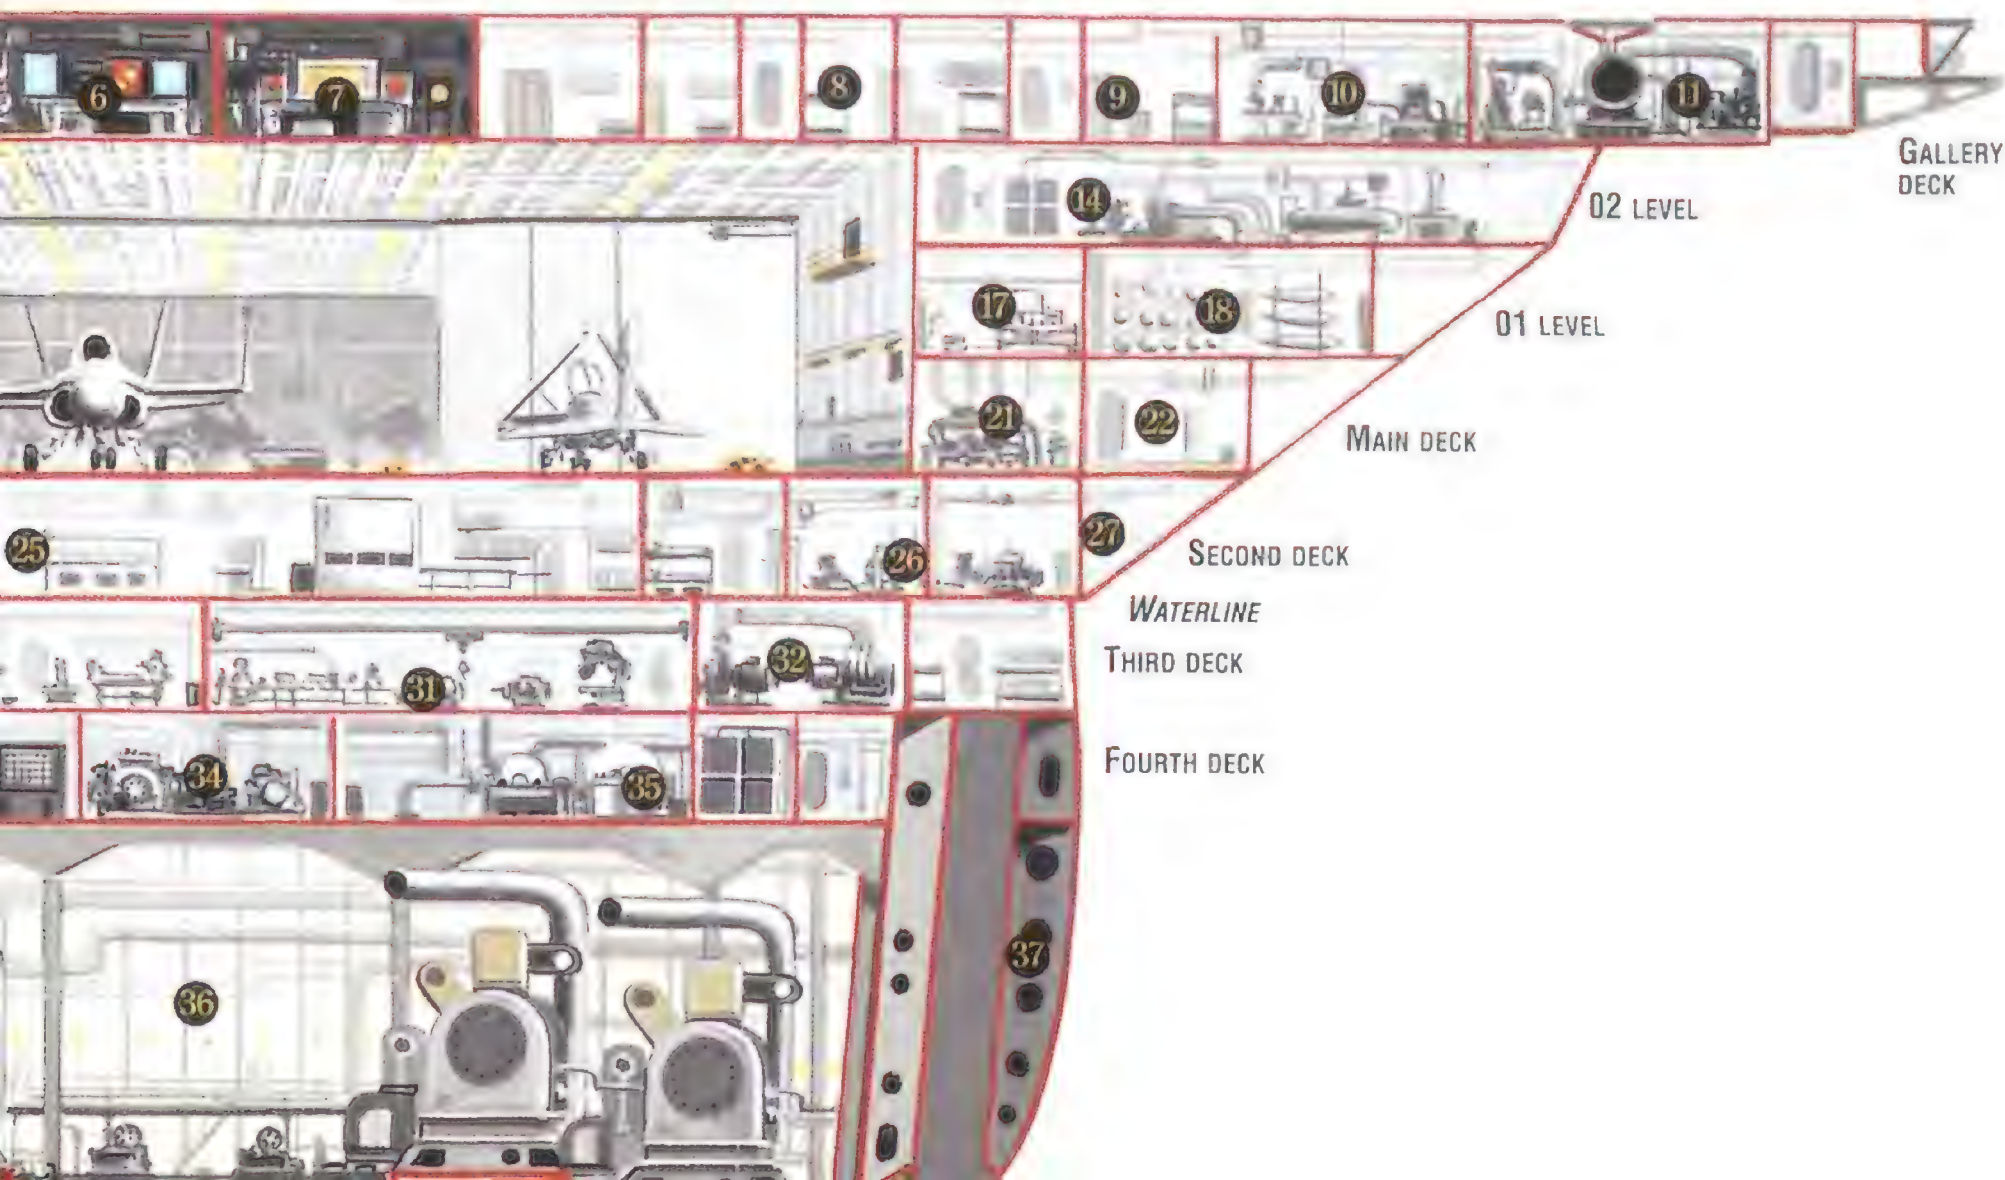 6
7
8
9
10
11
GALLERY
DECK
14
02 LEVEL
17
18
01 LEVEL
21
22
MAIN DECK
25
26
27
SECOND DECK
WATERLINE
31
32
THIRD DECK
34
35
FOURTH DECK
36
37